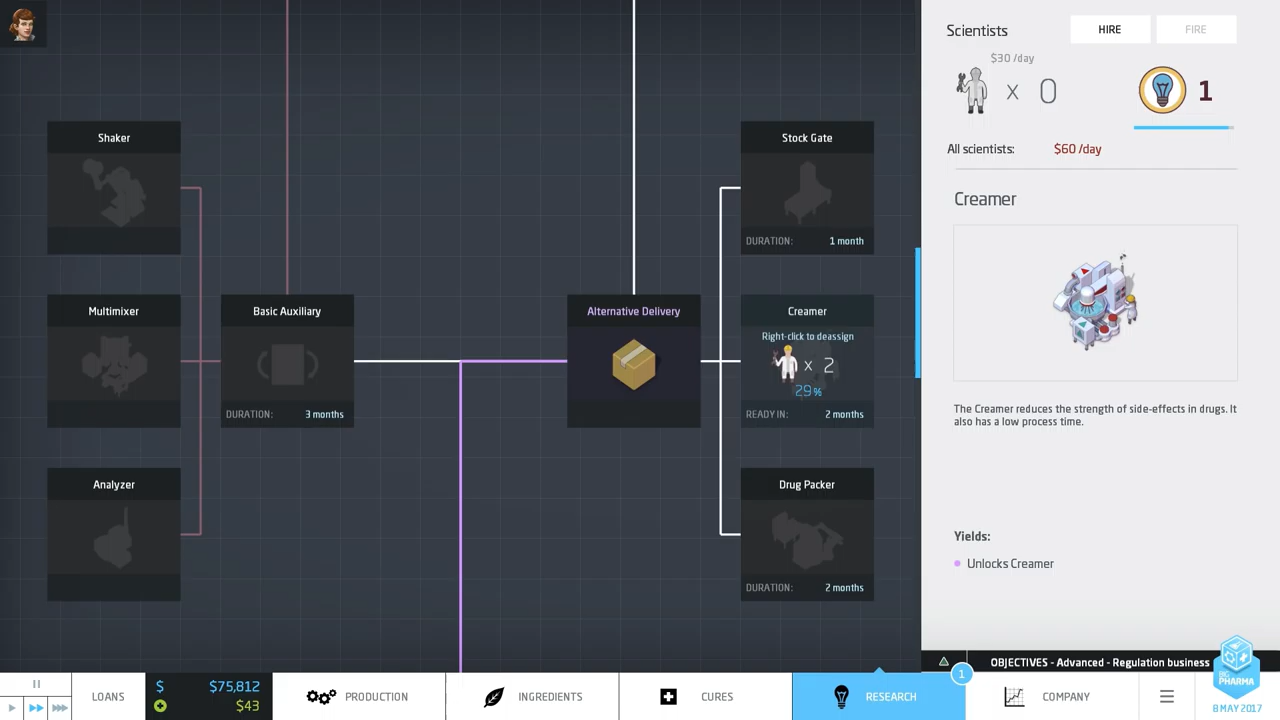 Scientists
HIRE
FIRE
$30 /day
x 0
1
All scientists: $60 /day
Creamer
The Creamer reduces the strength of side-effects in drugs. It
also has a low process time.
Yields:
Unlocks Creamer
Shaker
Multimixer
Analyzer
Basic Auxiliary
DURATION: 3 months
Alternative Delivery
Stock Gate
DURATION: 1 month
Creamer
Right-click to deassign
x 2
29%
READY IN: 2 months
Drug Packer
DURATION: 2 months
OBJECTIVES - Advanced - Regulation business
1
LOANS
$ $75,812
$43
PRODUCTION
INGREDIENTS
CURES
RESEARCH
COMPANY
BIG
PHARMA
8 MAY 2017